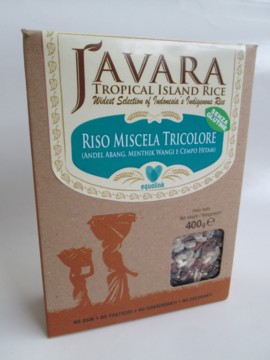 JAVARA
TROPICAL ISLAND RICE
Widest Selection of Indonesia's Indigenous Rice
SENZA
GLUTINE
RISO MISCELA TRICOLORE
(ANDEL ABANG, MENTHIK WANGI E CEMPO HITAM)
equalink
400g e